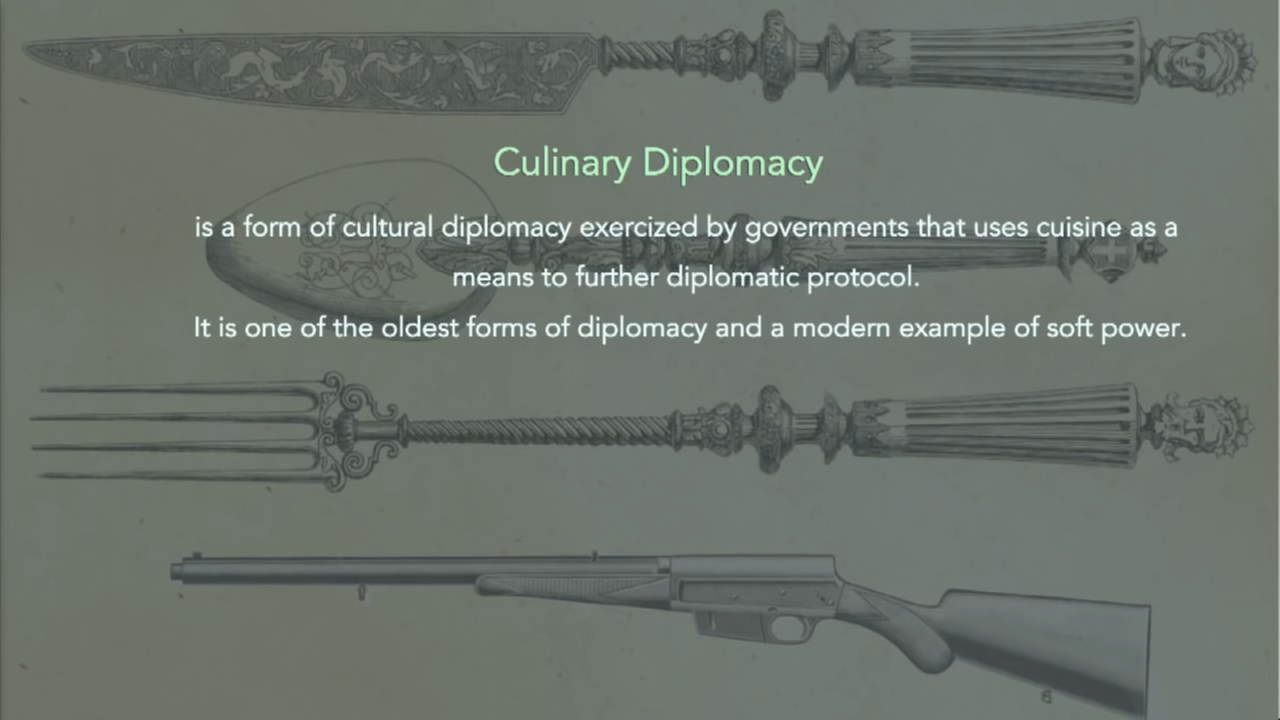 Culinary Diplomacy
is a form of cultural diplomacy exercized by governments that uses cuisine as a
means to further diplomatic protocol.
It is one of the oldest forms of diplomacy and a modern example of soft power.